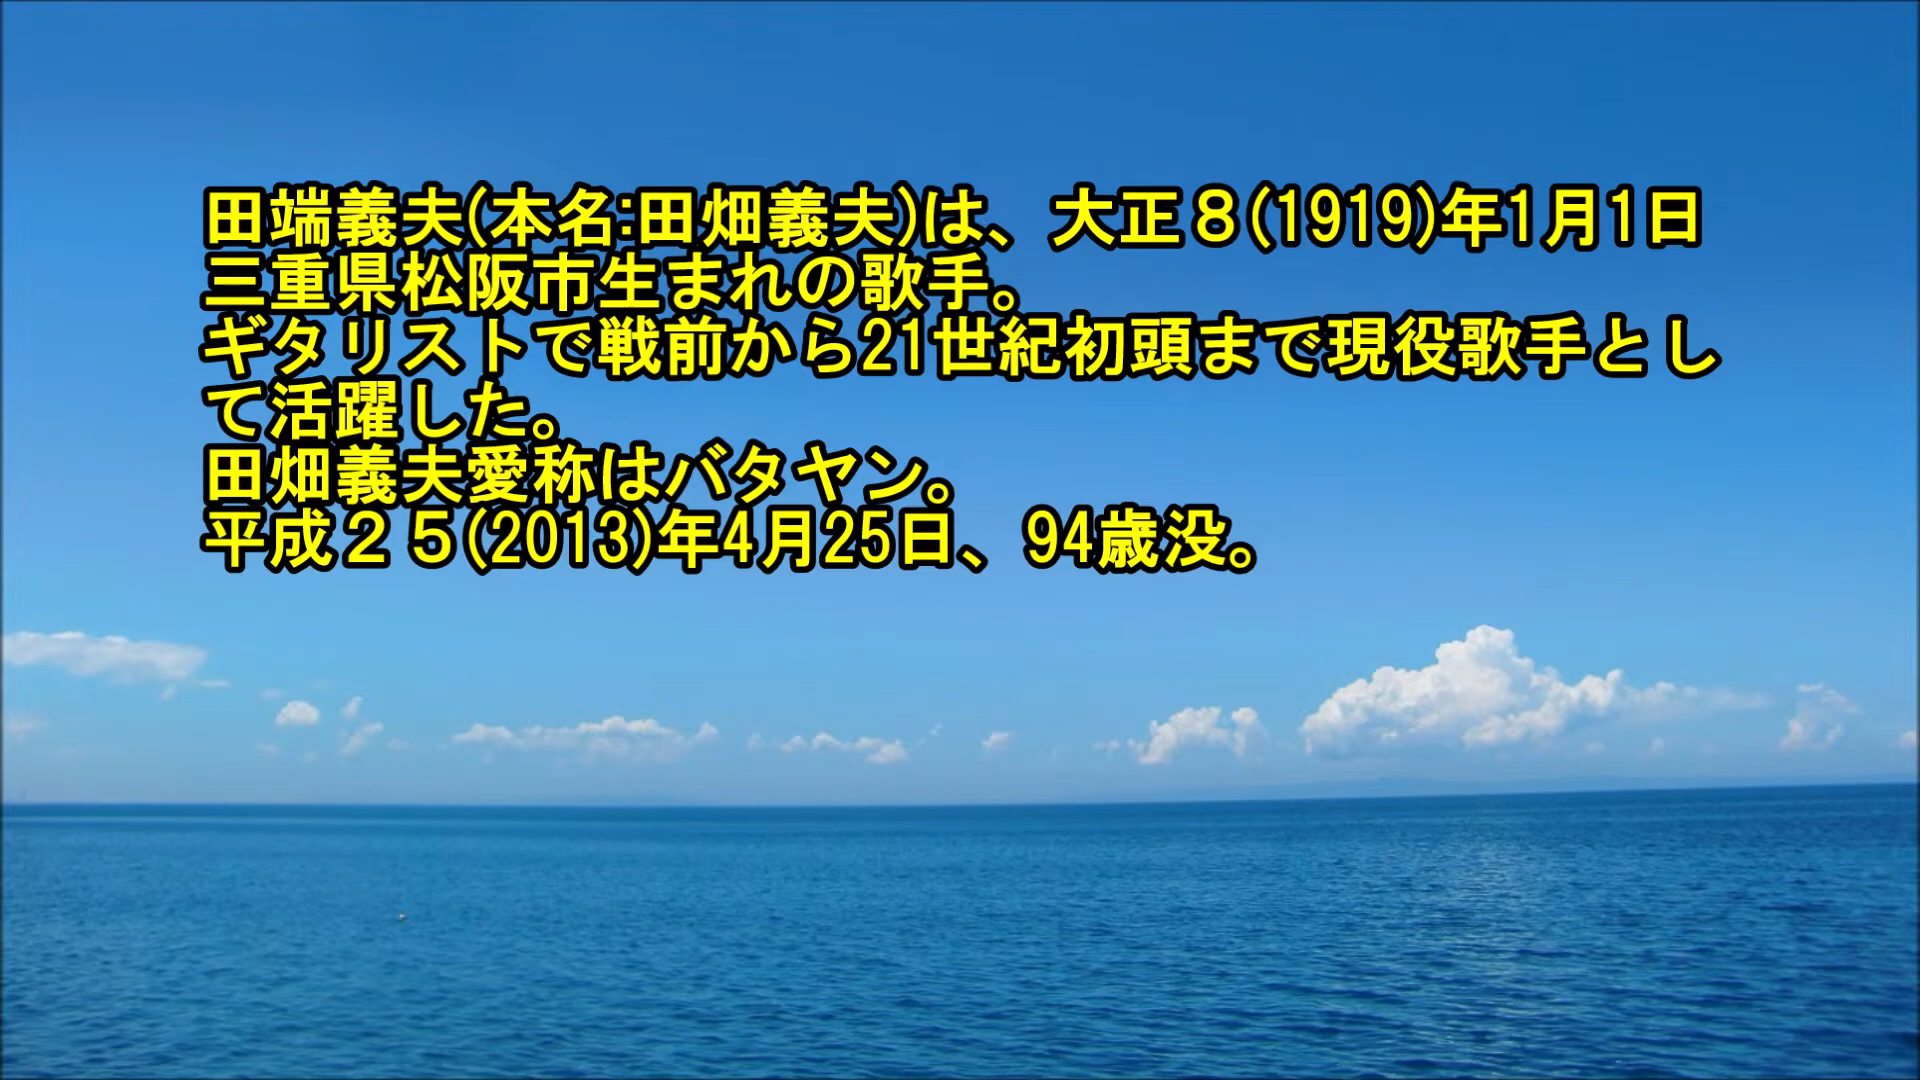 田端義夫(本名:田畑義夫)は、大正８(1919)年1月1日
三重県松阪市生まれの歌手。
ギタリストで戦前から21世紀初頭まで現役歌手とし
て活躍した。
田畑義夫愛称はバタヤン。
平成２５(2013)年4月25日、94歳没。